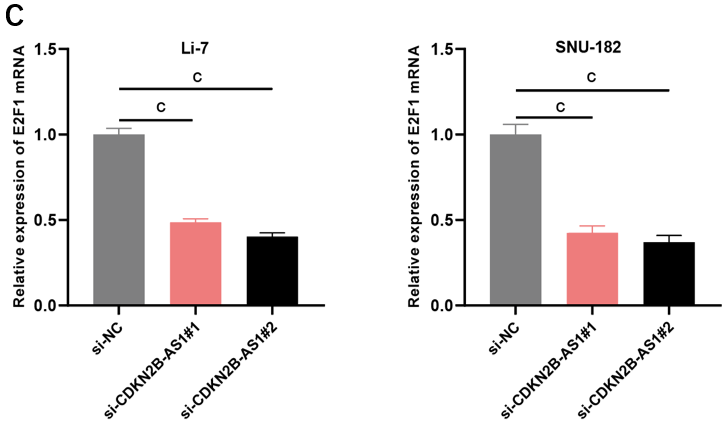 C
Li-7
Relative expression of E2F1 mRNA
1.5
1.0
0.5
0.0
C
C
si-NC
si-CDKN2B-AS1#1
si-CDKN2B-AS1#2
SNU-182
Relative expression of E2F1 mRNA
1.5
1.0
0.5
0.0
C
C
si-NC
si-CDKN2B-AS1#1
si-CDKN2B-AS1#2